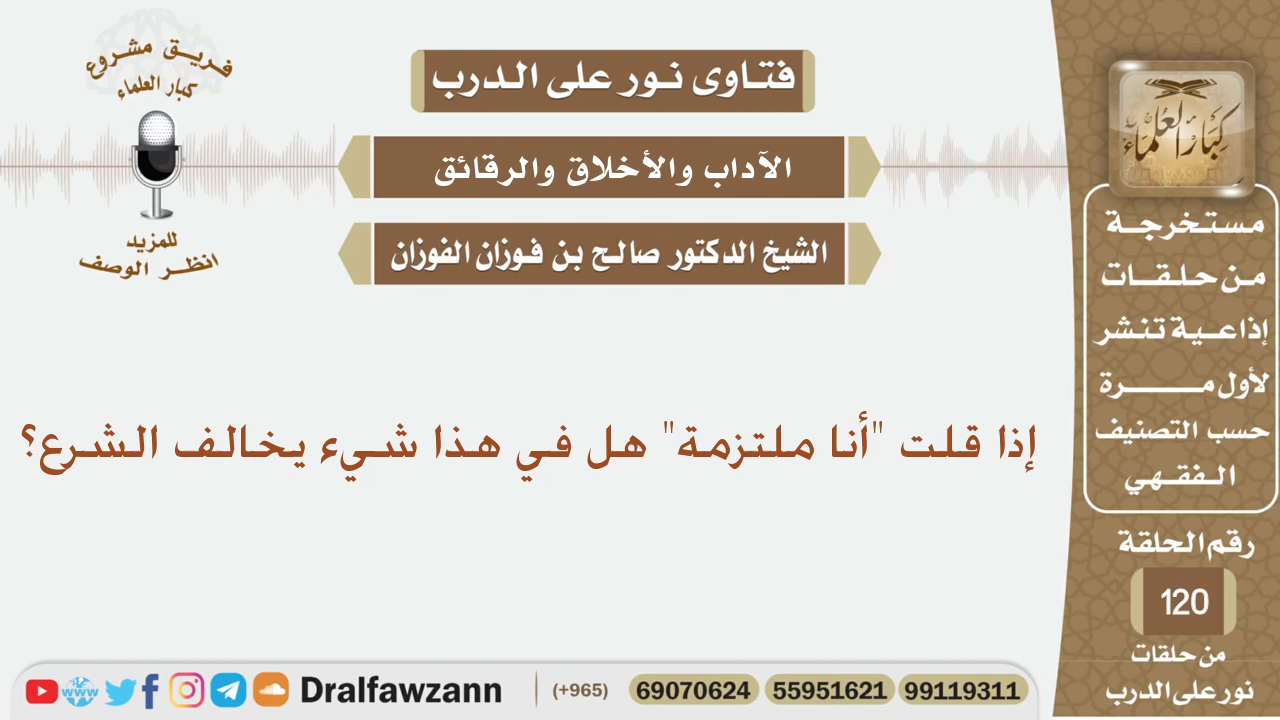 فريق مشروع
كبار العلماء
للمزيد
انظر الوصف
فتاوى نور على الدرب
الآداب والأخلاق والرقائق
الشيخ الدكتور صالح بن فوزان الفوزان
إذا قلت "أنا ملتزمة" هل في هذا شيء يخالف الشرع؟
كبار العلماء
مستخرجة
من حلقات
إذاعية تنشر
لأول مرة
حسب التصنيف
الفقهي
رقم الحلقة
120
من حلقات
نور على الدرب
www Dralfawzann (+965) 69070624 55951621 99119311